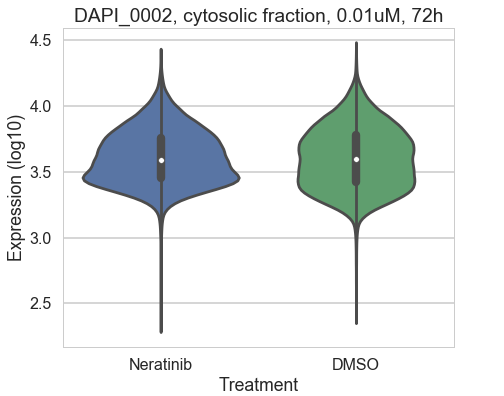 DAPI_0002, cytosolic fraction, 0.01uM, 72h
Expression (log10)
4.5
4.0
3.5
3.0
2.5
Neratinib DMSO
Treatment